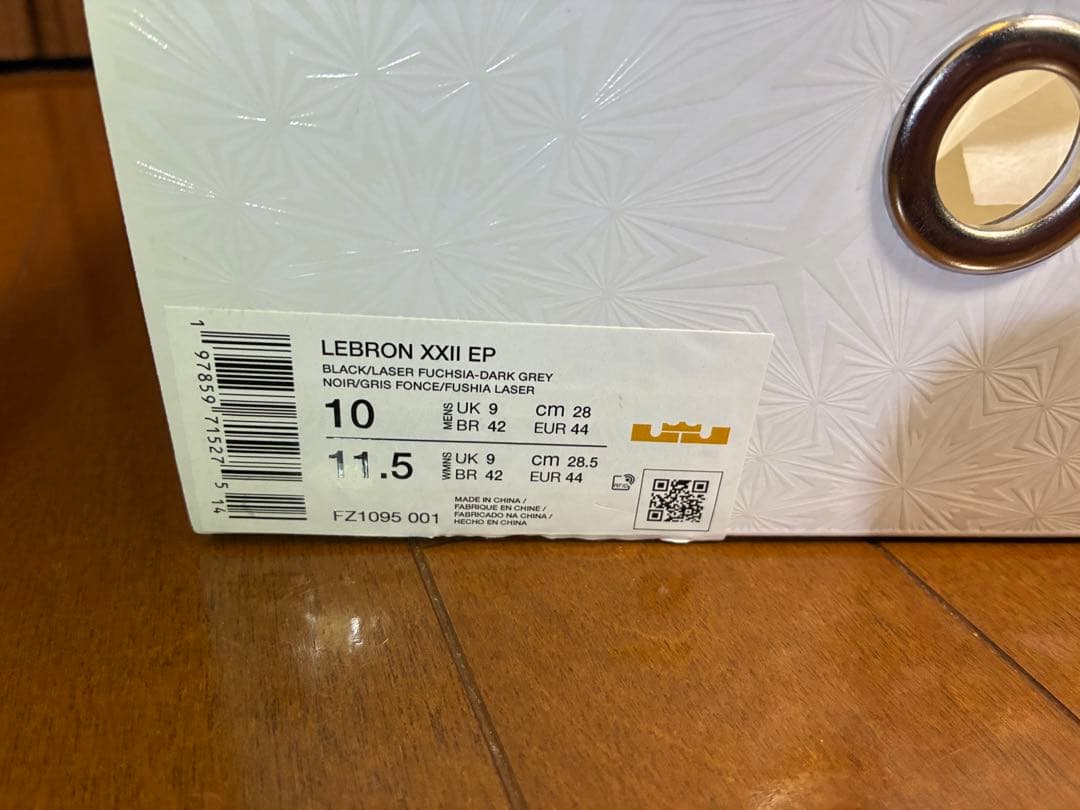 LEBRON XXII EP
BLACK/LASER FUCHSIA-DARK GREY
NOIR/GRIS FONCE/FUSHIA LASER
10 MENS UK 9 cm 28
BR 42 EUR 44
11.5 WMNS UK 9 cm 28.5
BR 42 EUR 44
RFID
FZ1095 001
MADE IN CHINA /
FABRIQUE EN CHINE /
FABRICADO NA CHINA /
HECHO EN CHINA
1 97859 71527 5 14